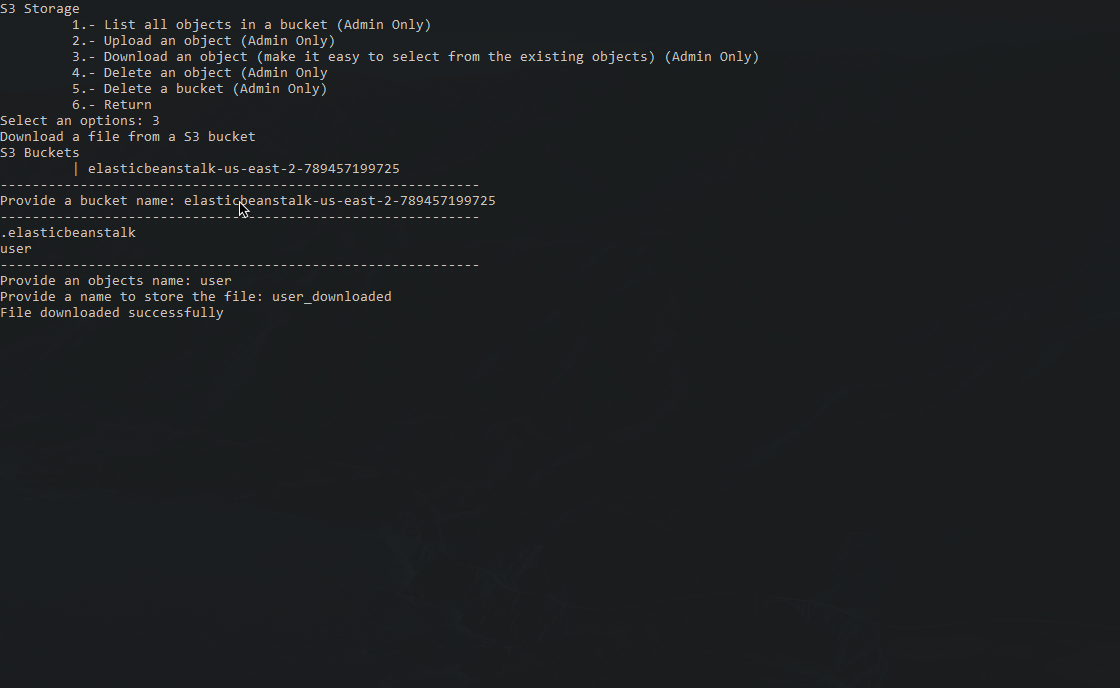 S3 Storage
1.- List all objects in a bucket (Admin Only)
2.- Upload an object (Admin Only)
3.- Download an object (make it easy to select from the existing objects) (Admin Only)
4.- Delete an object (Admin Only
5.- Delete a bucket (Admin Only)
6.- Return
Select an options: 3
Download a file from a S3 bucket
S3 Buckets
| elasticbeanstalk-us-east-2-789457199725
------------------------------------------------------------
Provide a bucket name: elasticbeanstalk-us-east-2-789457199725
------------------------------------------------------------
.elasticbeanstalk
user
------------------------------------------------------------
Provide an objects name: user
Provide a name to store the file: user_downloaded
File downloaded successfully